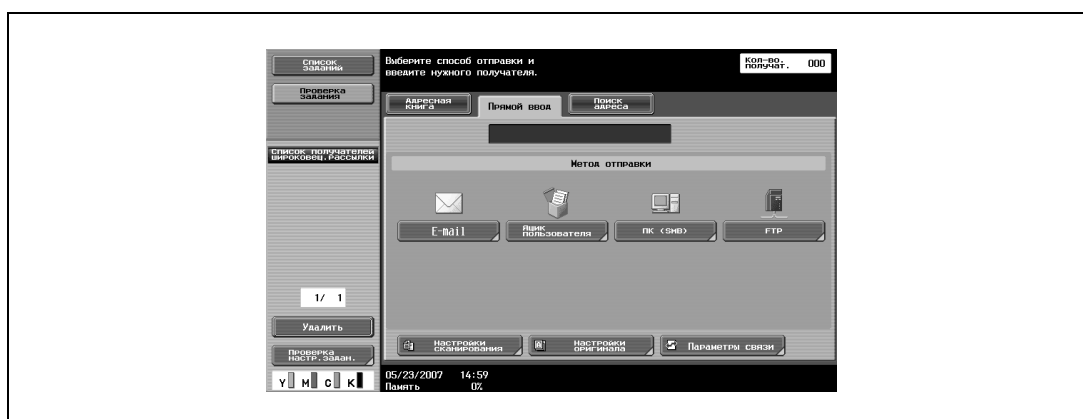 Список
заданий
Проверка
задания
Список получателей
широковещ.рассылки
1/ 1
Удалить
Проверка
настр.задан.
Y M C K
Выберите способ отправки и
введите нужного получателя.
Кол-во.
получат. 000
Адресная
книга
Прямой ввод
Поиск
адреса
Метод отправки
E-mail
Ящик
пользователя
ПК (SMB)
FTP
Настройки
сканирования
Настройки
оригинала
Параметры связи
05/23/2007 14:59
Память 0%